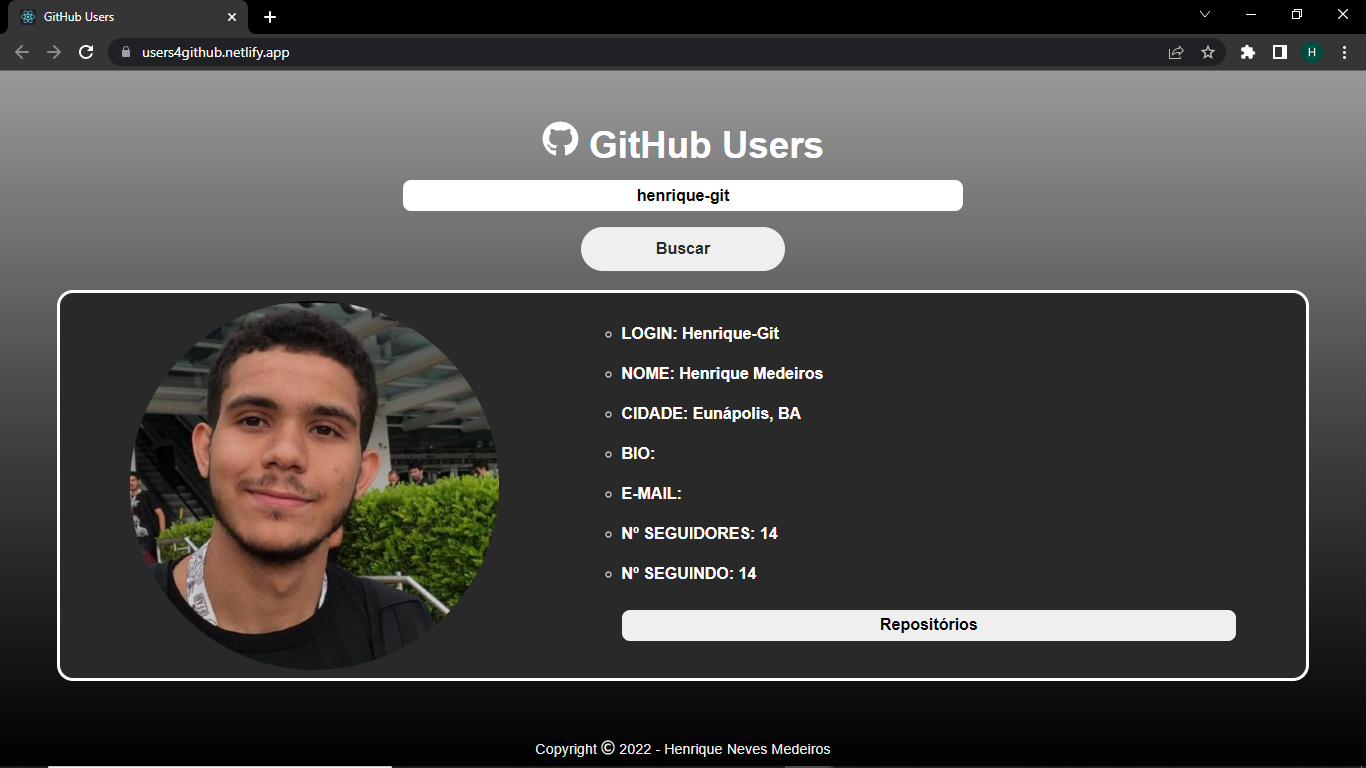 GitHub Users
users4github.netlify.app
H
GitHub Users
henrique-git
Buscar
LOGIN: Henrique-Git
NOME: Henrique Medeiros
CIDADE: Eunápolis, BA
BIO:
E-MAIL:
Nº SEGUIDORES: 14
Nº SEGUINDO: 14
Repositórios
Copyright © 2022 - Henrique Neves Medeiros